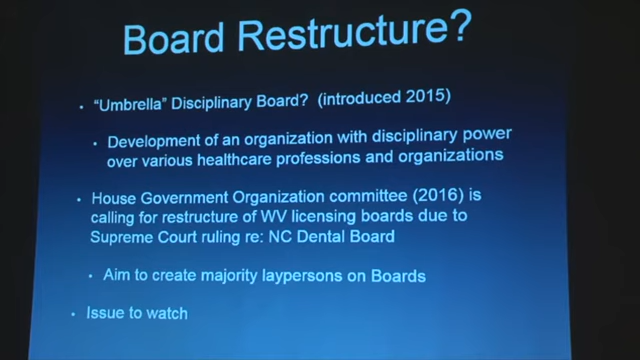 Board Restructure?
• "Umbrella" Disciplinary Board? (introduced 2015)
• Development of an organization with disciplinary power
over various healthcare professions and organizations
• House Government Organization committee (2016) is
calling for restructure of WV licensing boards due to
Supreme Court ruling re: NC Dental Board
• Aim to create majority laypersons on Boards
• Issue to watch